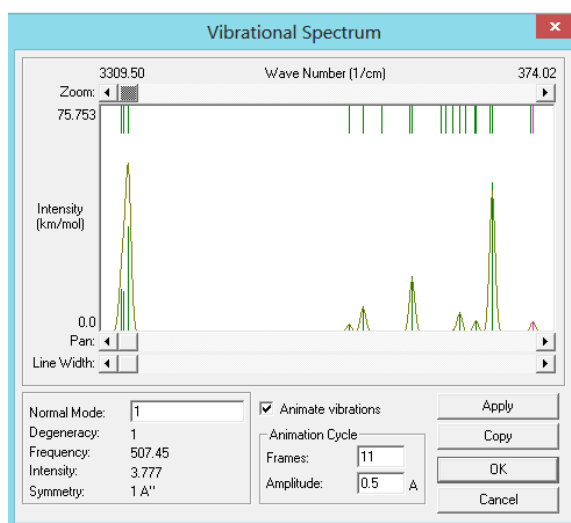 Vibrational Spectrum
x
3309.50 Wave Number (1/cm) 374.02
Zoom:
75.753
Intensity
(km/mol)
0.0
Pan:
Line Width:
Normal Mode: 1
Degeneracy: 1
Frequency: 507.45
Intensity: 3.777
Symmetry: 1 A"
Animate vibrations
Animation Cycle
Frames: 11
Amplitude: 0.5 A
Apply
Copy
OK
Cancel